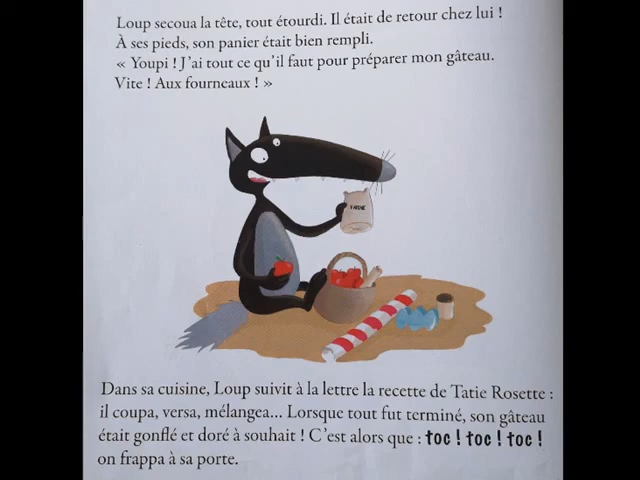 Loup secoua la tête, tout étourdi. Il était de retour chez lui !
À ses pieds, son panier était bien rempli.
« Youpi ! J'ai tout ce qu'il faut pour préparer mon gâteau.
Vite ! Aux fourneaux ! »
FARINE
Dans sa cuisine, Loup suivit à la lettre la recette de Tatie Rosette :
il coupa, versa, mélangea... Lorsque tout fut terminé, son gâteau
était gonflé et doré à souhait ! C'est alors que : toc ! toc ! toc !
on frappa à sa porte.